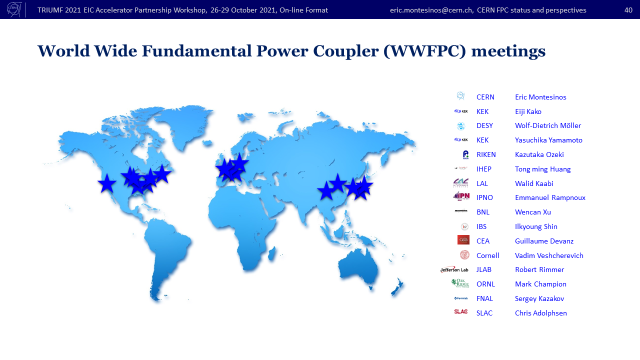 TRIUMF 2021 EIC Accelerator Partnership Workshop, 26-29 October 2021, On-line Format eric.montesinos@cern.ch, CERN FPC status and perspectives 40
World Wide Fundamental Power Coupler (WWFPC) meetings
CERN Eric Montesinos
KEK Eiji Kako
DESY Wolf-Dietrich Möller
KEK Yasuchika Yamamoto
RIKEN Kazutaka Ozeki
IHEP Tong ming Huang
LAL Walid Kaabi
IPNO Emmanuel Rampnoux
BNL Wencan Xu
IBS Ilkyoung Shin
CEA Guillaume Devanz
Cornell Vadim Veshcherevich
Jefferson Lab JLAB Robert Rimmer
ORNL Mark Champion
FNAL Sergey Kazakov
SLAC SLAC Chris Adolphsen